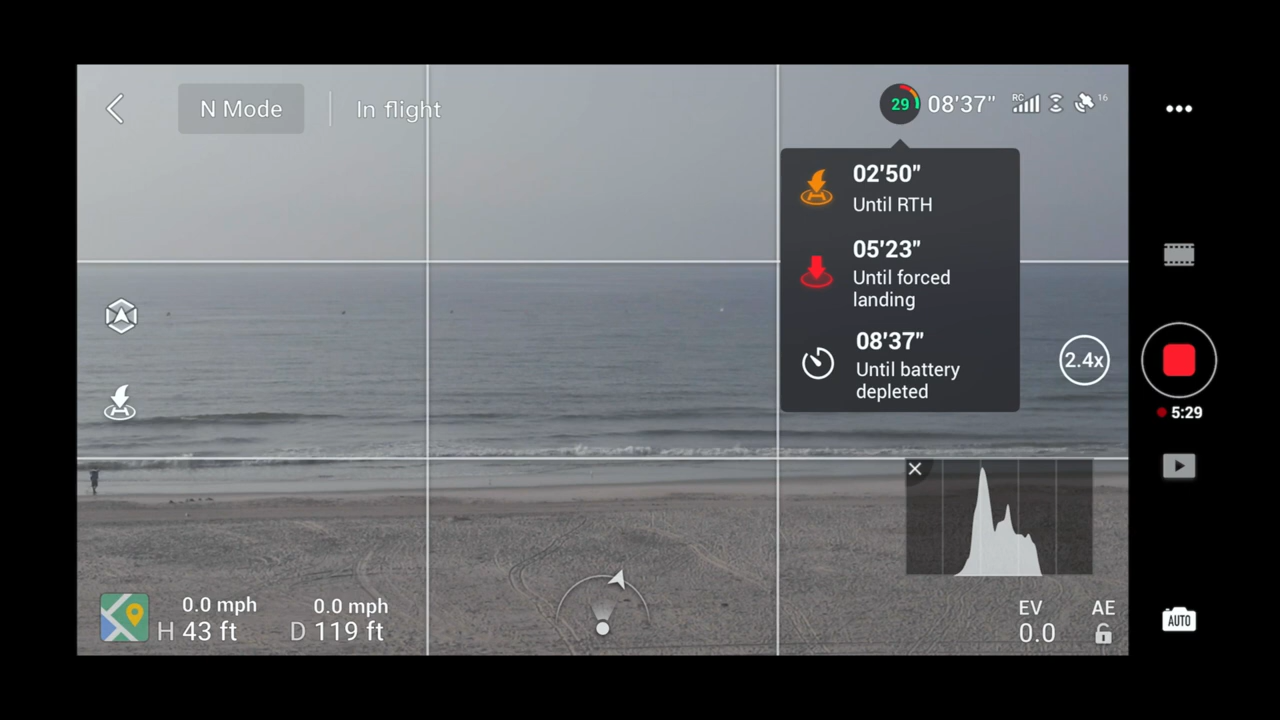 N Mode
In flight
29
08'37"
RC
16
02'50"
Until RTH
05'23"
Until forced
landing
08'37"
Until battery
depleted
2.4x
5:29
0.0 mph
0.0 mph
H 43 ft
D 119 ft
EV
AE
0.0
AUTO